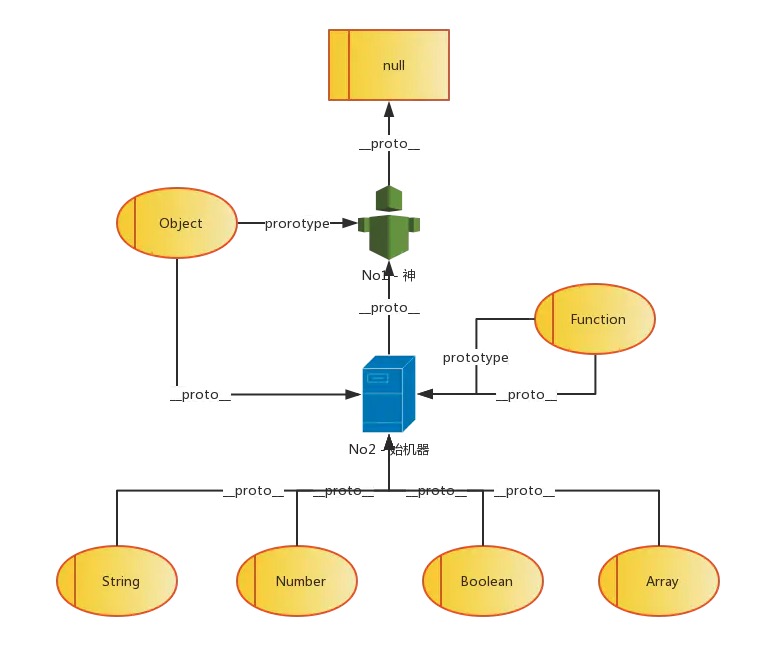 null
__proto__
Object
prorotype
No1 - 神
__proto__
Function
prototype
__proto__
__proto__
No2 - 始机器
__proto__
__proto__
__proto__
__proto__
String
Number
Boolean
Array